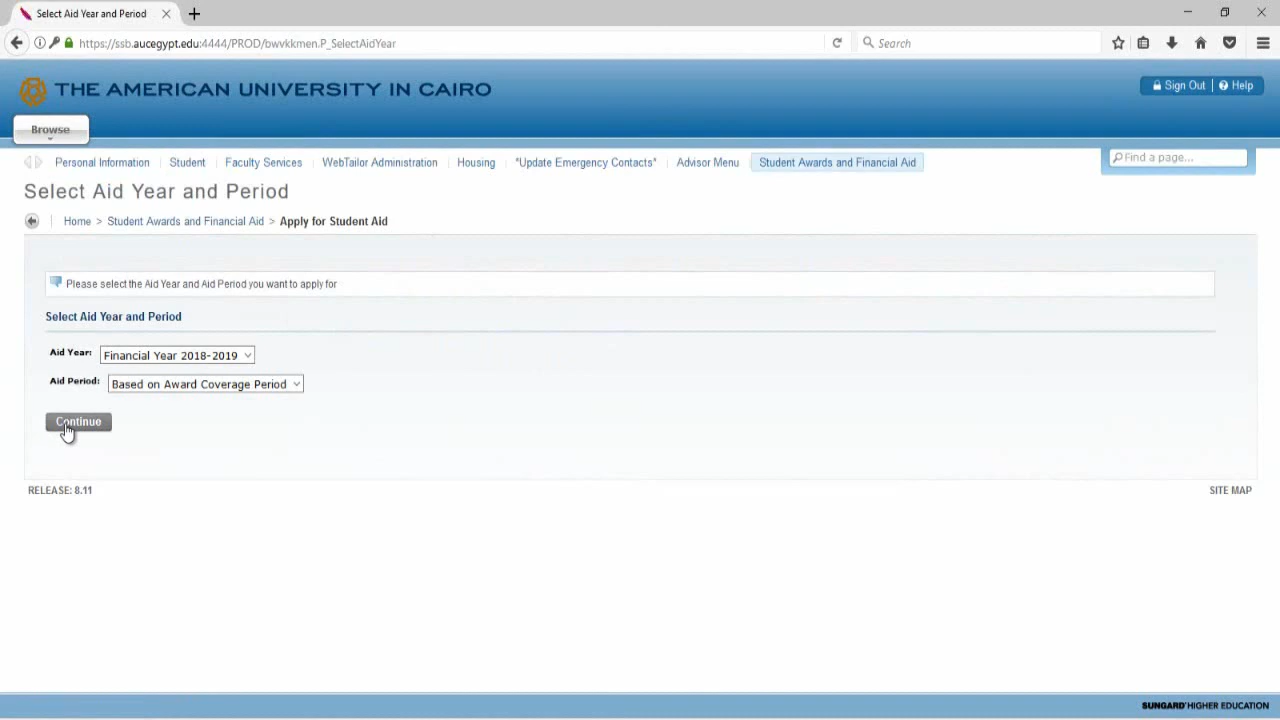 Select Aid Year and Period
https://ssb.aucegypt.edu:4444/PROD/bwvkkmen.P_SelectAidYear
Search
THE AMERICAN UNIVERSITY IN CAIRO
Sign Out | Help
Browse
Personal Information Student Faculty Services WebTailor Administration Housing *Update Emergency Contacts* Advisor Menu Student Awards and Financial Aid
Find a page...
Select Aid Year and Period
Home > Student Awards and Financial Aid > Apply for Student Aid
Please select the Aid Year and Aid Period you want to apply for
Select Aid Year and Period
Aid Year: Financial Year 2018-2019
Aid Period: Based on Award Coverage Period
Continue
RELEASE: 8.11 SITE MAP
SUNGARD HIGHER EDUCATION